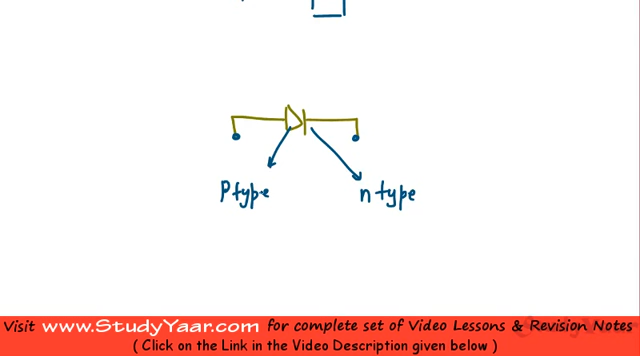 P type n type
Visit www.StudyYaar.com for complete set of Video Lessons & Revision Notes
( Click on the Link in the Video Description given below )